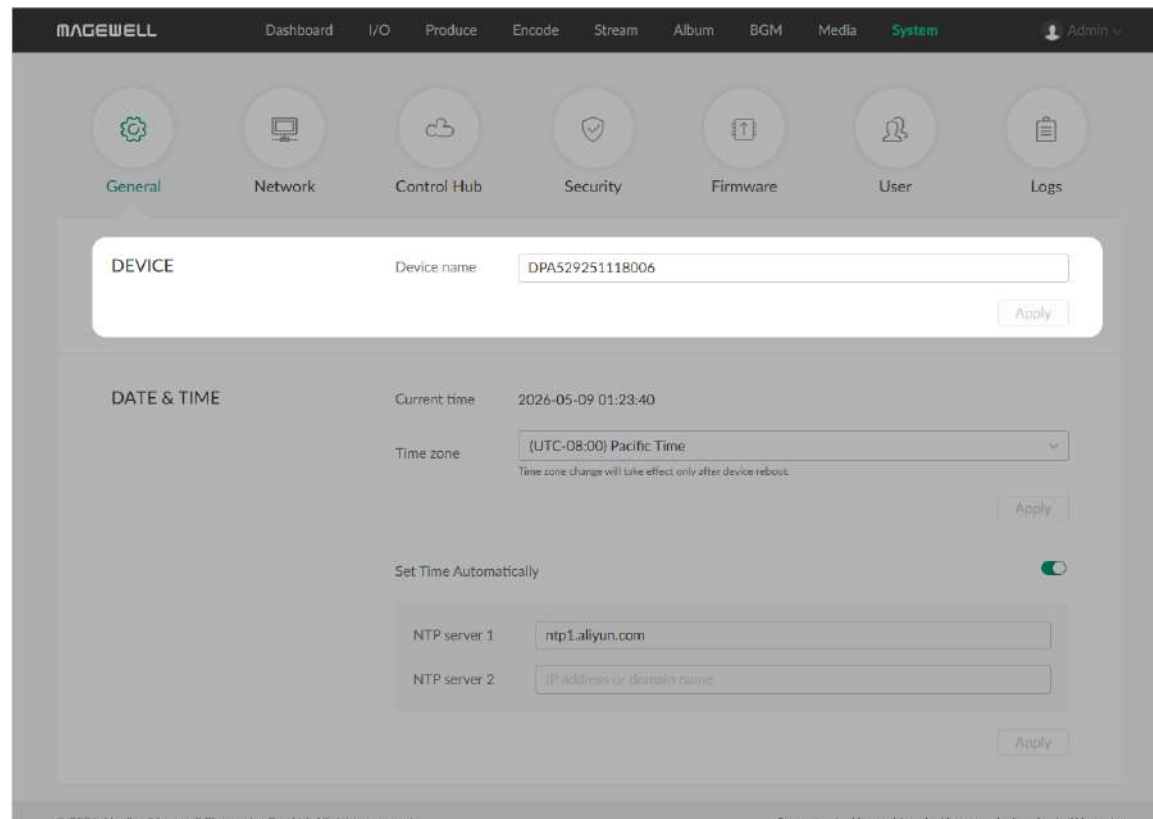 MAGEWELL
Dashboard I/O Produce Encode Stream Album BGM Media System Admin
General Network Control Hub Security Firmware User Logs
DEVICE Device name DPA529251118006
Apply
DATE & TIME Current time 2026-05-09 01:23:40
Time zone (UTC-08:00) Pacific Time
Time zone change will take effect only after device reboot.
Apply
Set Time Automatically
NTP server 1 ntp1.aliyun.com
NTP server 2 IP address or domain name
Apply